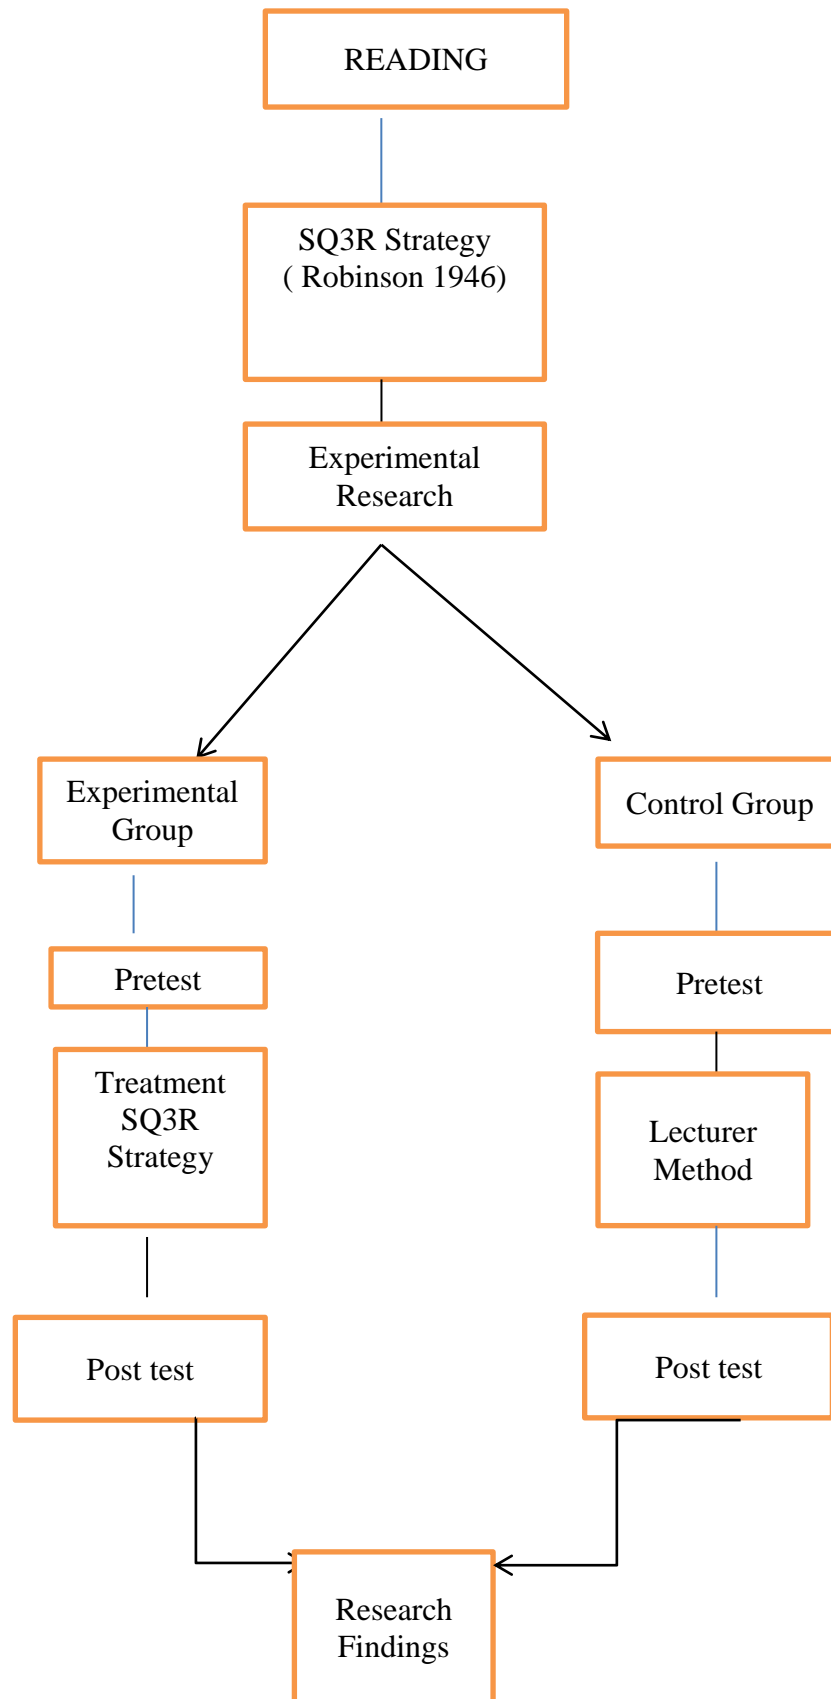 READING
SQ3R Strategy
( Robinson 1946)
Experimental
Research
Experimental
Group
Control Group
Pretest
Pretest
Treatment
SQ3R
Strategy
Lecturer
Method
Post test
Post test
Research
Findings